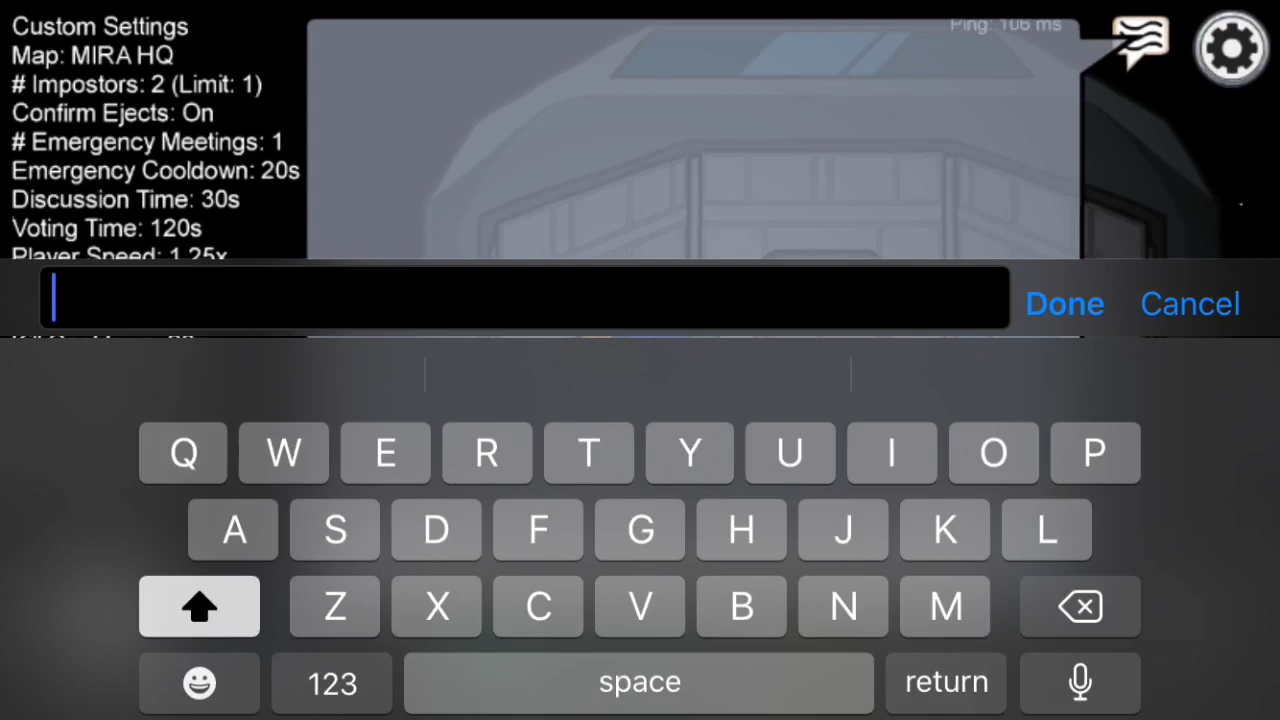 Custom Settings
Map: MIRA HQ
# Impostors: 2 (Limit: 1)
Confirm Ejects: On
# Emergency Meetings: 1
Emergency Cooldown: 20s
Discussion Time: 30s
Voting Time: 120s
Player Speed: 1.25x
Ping: 106 ms
Done Cancel
Q W E R T Y U I O P
A S D F G H J K L
Z X C V B N M
123 space return